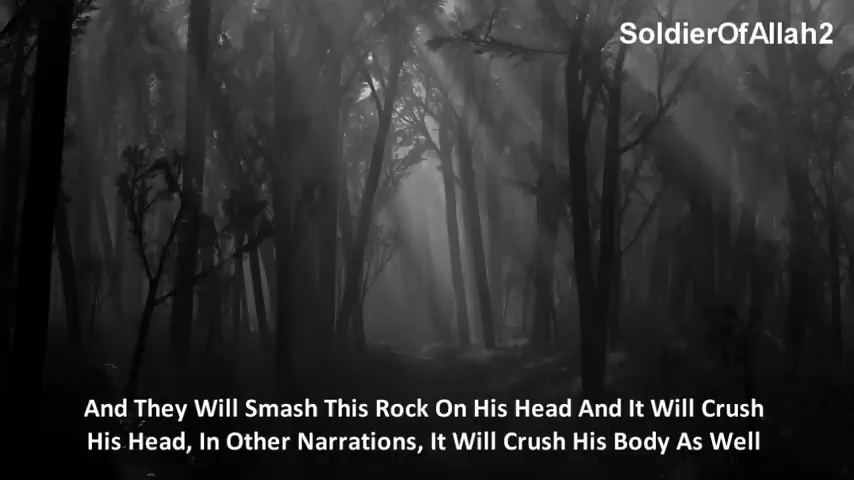 SoldierOfAllah2
And They Will Smash This Rock On His Head And It Will Crush
His Head, In Other Narrations, It Will Crush His Body As Well